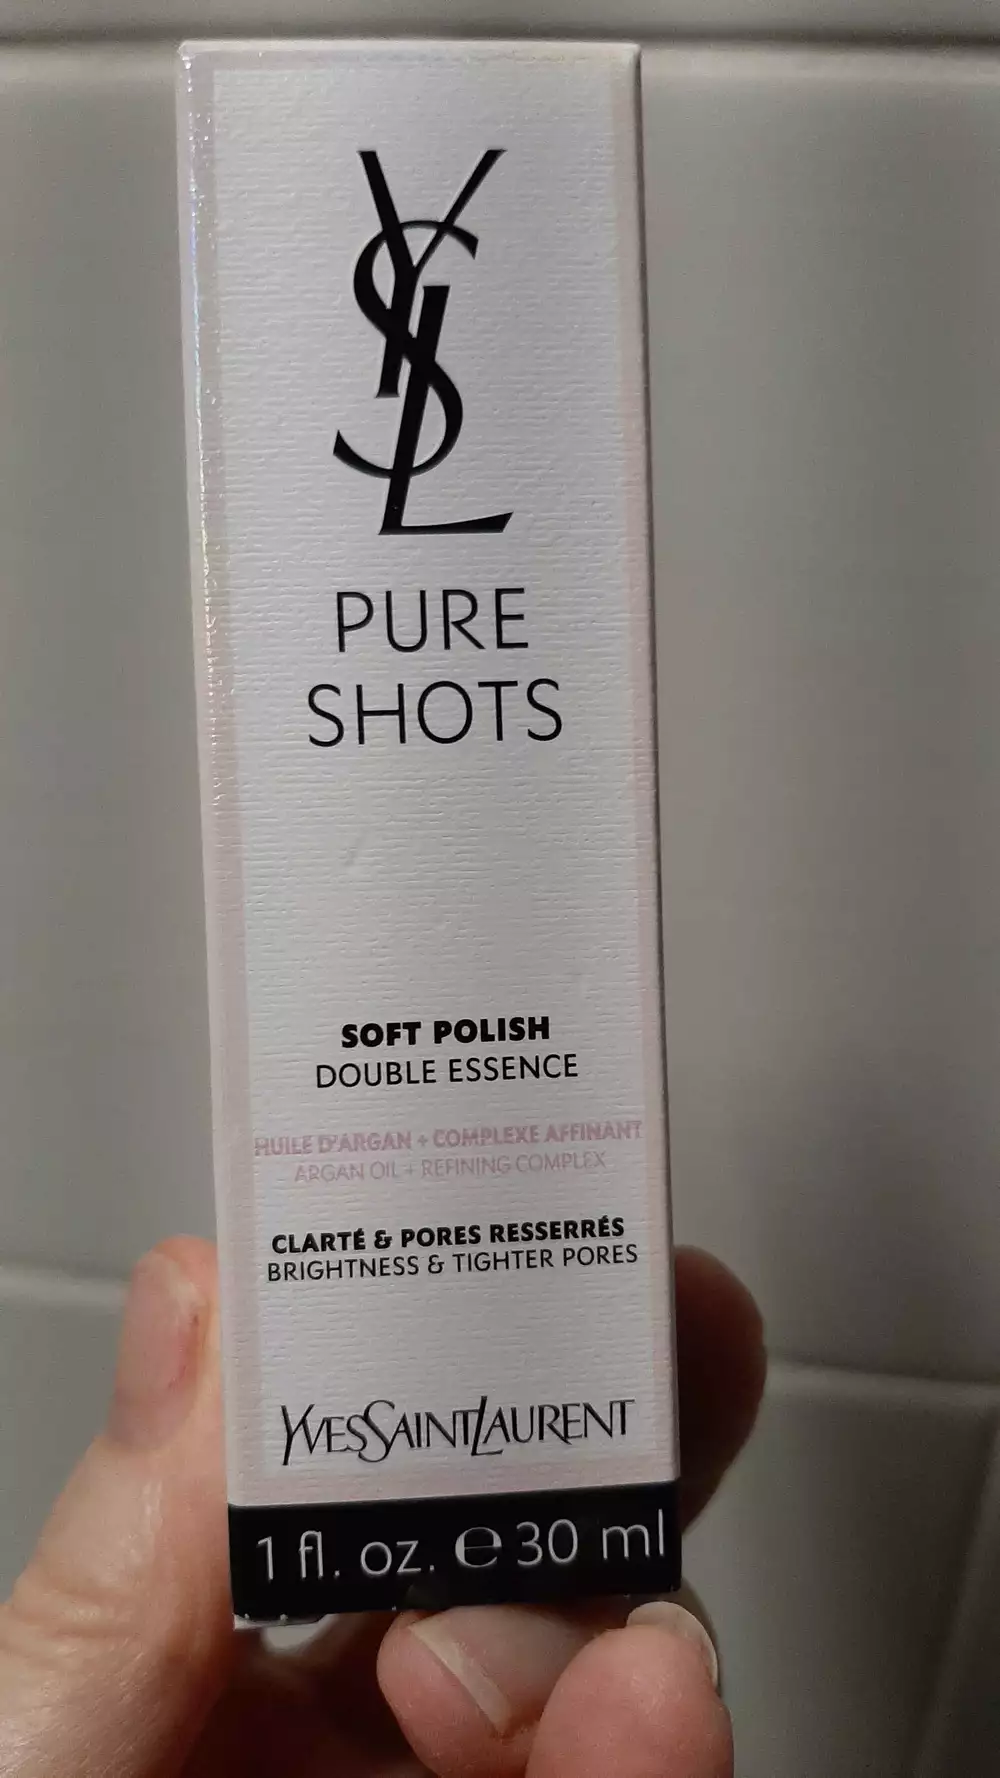 YSL
PURE
SHOTS
SOFT POLISH
DOUBLE ESSENCE
HUILE D'ARGAN + COMPLEXE AFFINANT
ARGAN OIL + REFINING COMPLEX
CLARTÉ & PORES RESSERRÉS
BRIGHTNESS & TIGHTER PORES
YVESSAINTLAURENT
1 fl. oz. ℮ 30 ml